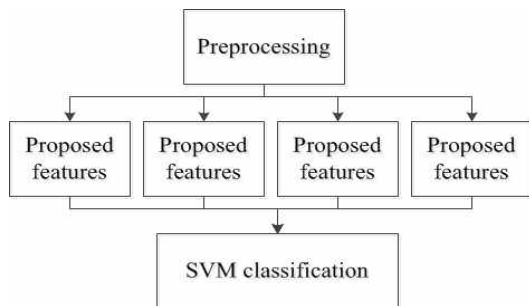 Preprocessing
Proposed
features
Proposed
features
Proposed
features
Proposed
features
SVM classification